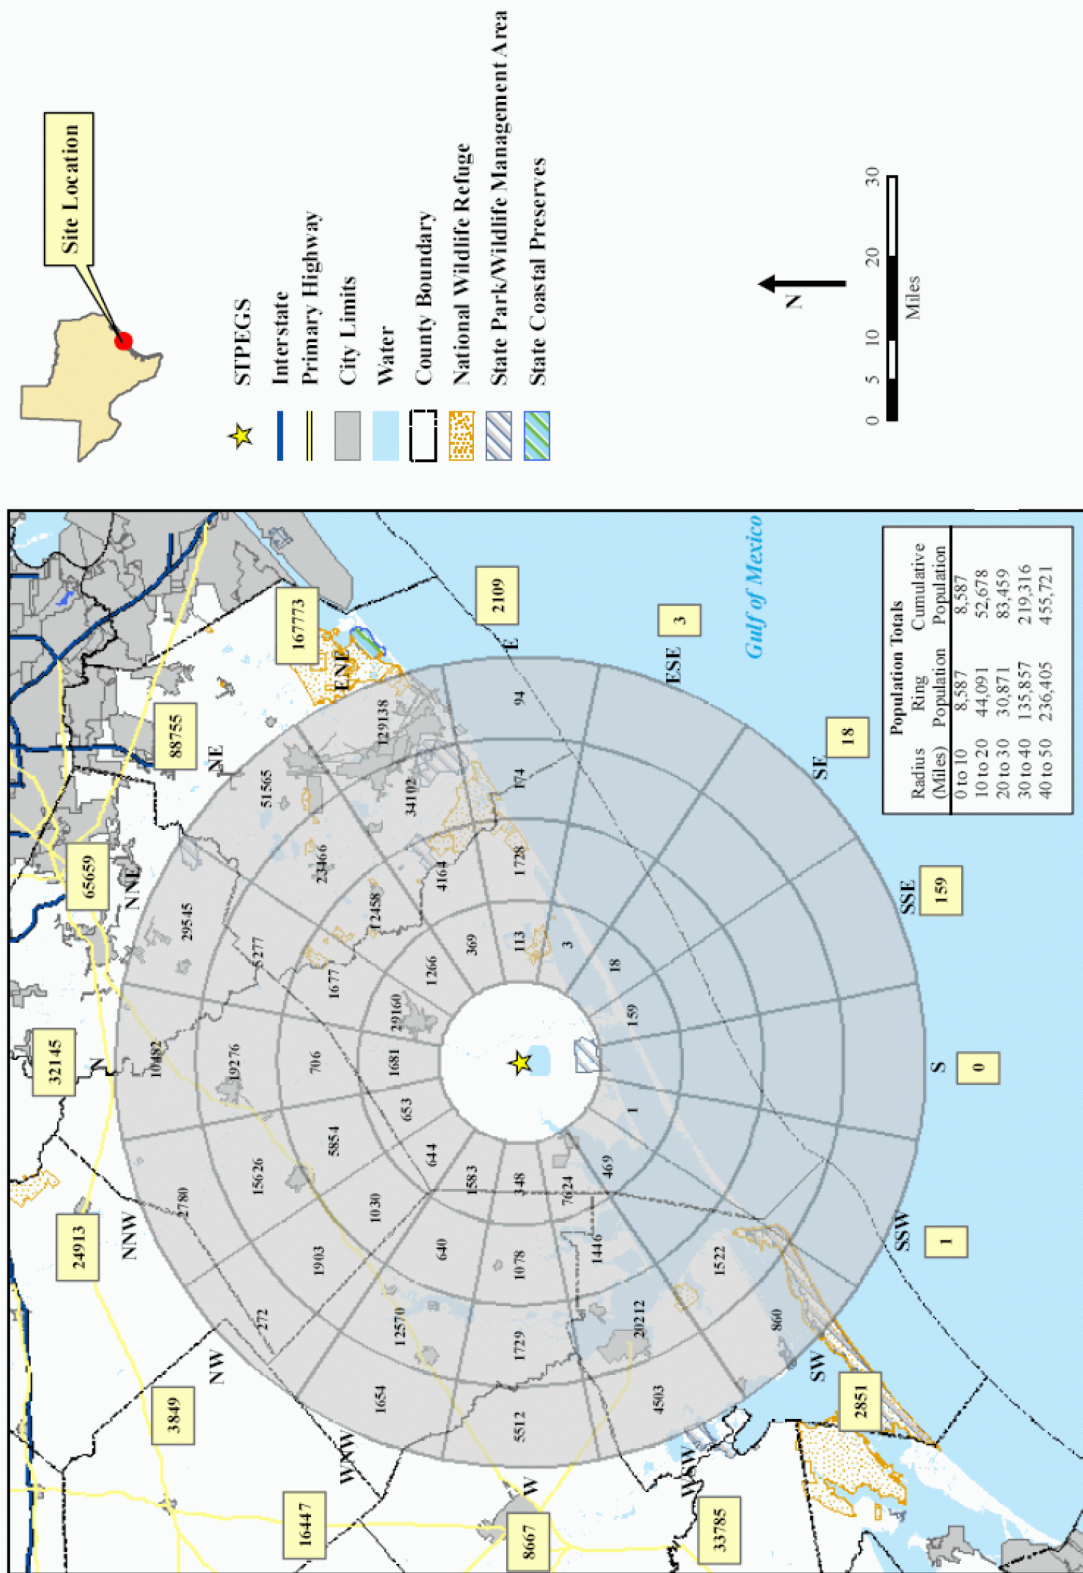 Site Location
STPEGS
Interstate
Primary Highway
City Limits
Water
County Boundary
National Wildlife Refuge
State Park/Wildlife Management Area
State Coastal Preserves
N
0 5 10 20 30
Miles
N
32145
10482
19276
706
1681
NNE
65659
29545
5277
1677
29160
NE
88755
51565
23466
12458
1266
ENE
167773
129138
34102
4164
369
E
2109
94
174
1728
113
ESE
3
3
SE
18
18
SSE
159
159
S
0
SSW
1
1
SW
2851
860
1522
469
WSW
33785
4503
20212
1446
7624
W
8667
5512
1729
1078
348
WNW
16447
1654
12570
640
1583
NW
3849
272
1903
1030
644
NNW
24913
2780
15626
5854
653
Gulf of Mexico
Population Totals
Radius Ring Cumulative
(Miles) Population Population
0 to 10 8,587 8,587
10 to 20 44,091 52,678
20 to 30 30,871 83,459
30 to 40 135,857 219,316
40 to 50 236,405 455,721